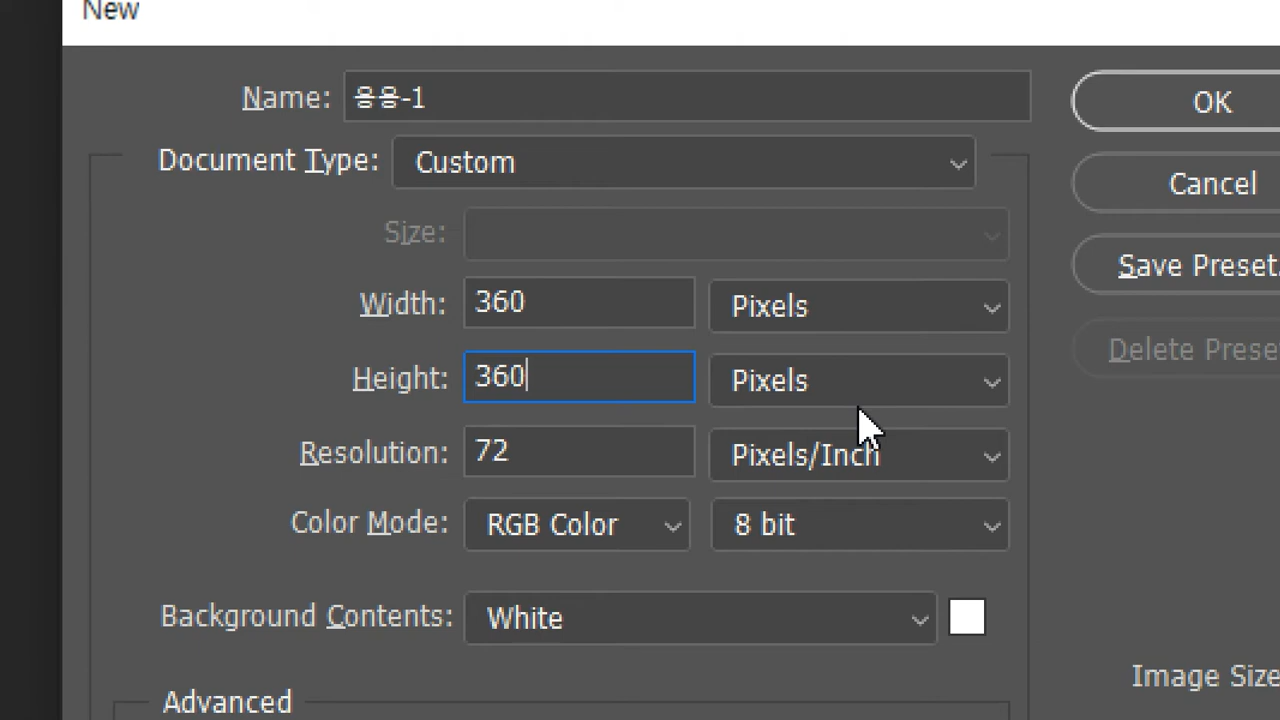 New
Name: 응용-1
OK
Document Type: Custom
Cancel
Size:
Save Preset.
Width: 360 Pixels
Delete Prese
Height: 360 Pixels
Resolution: 72 Pixels/Inch
Color Mode: RGB Color 8 bit
Background Contents: White
Image Size
Advanced